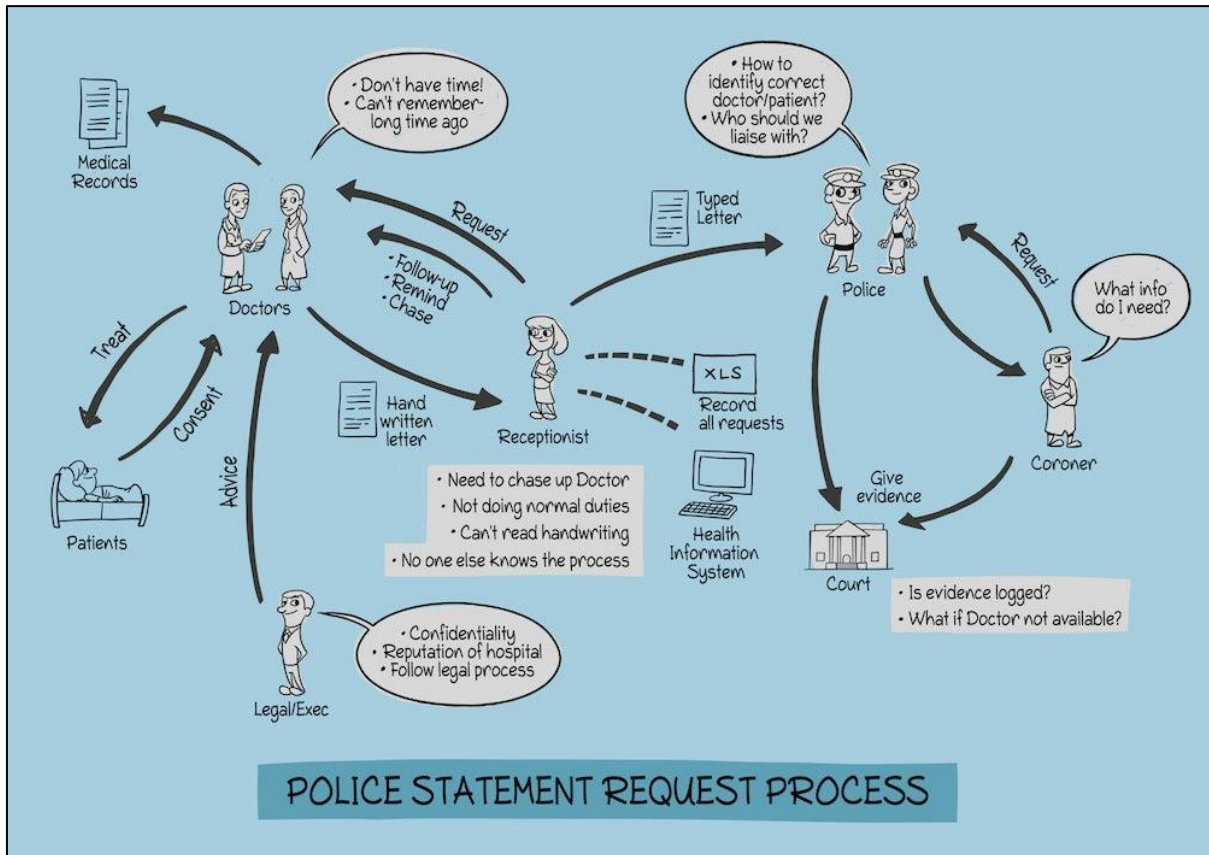 • Don't have time!
• Can't remember-
long time ago
• How to
identify correct
doctor/patient?
• Who should we
liaise with?
Medical
Records
Typed
Letter
Request
Request
• Follow-up
• Remind
• Chase
Doctors
Police
What info
do I need?
Treat
Consent
Advice
Hand
written
letter
Receptionist
XLS
Record
all requests
Coroner
• Need to chase up Doctor
• Not doing normal duties
• Can't read handwriting
• No one else knows the process
Health
Information
System
Give
evidence
Patients
Court
• Is evidence logged?
• What if Doctor not available?
• Confidentiality
• Reputation of hospital
• Follow legal process
Legal/Exec
POLICE STATEMENT REQUEST PROCESS